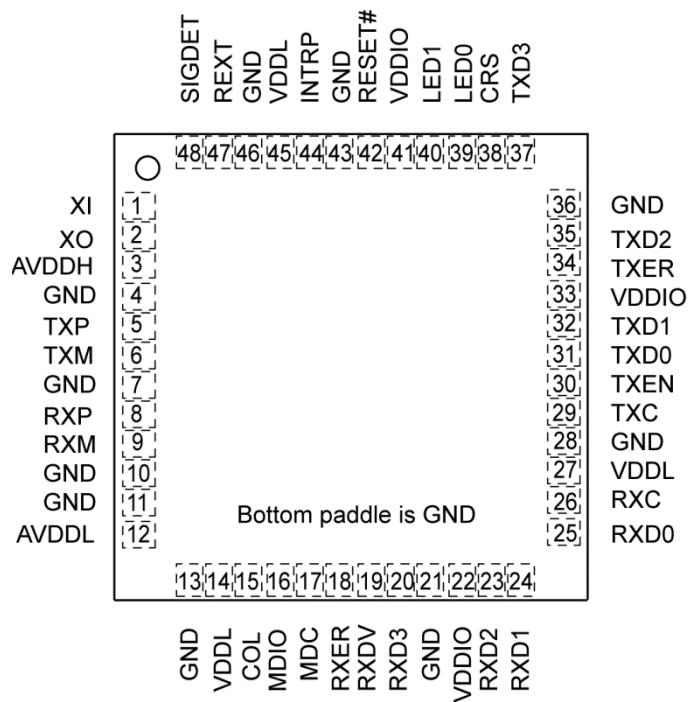 SIGDET REXT GND VDDL INTRP GND RESET# VDDIO LED1 LED0 CRS TXD3
48 47 46 45 44 43 42 41 40 39 38 37
XI 1 36 GND
XO 2 35 TXD2
AVDDH 3 34 TXER
GND 4 33 VDDIO
TXP 5 32 TXD1
TXM 6 31 TXD0
GND 7 30 TXEN
RXP 8 29 TXC
RXM 9 28 GND
GND 10 27 VDDL
GND 11 26 RXC
AVDDL 12 25 RXD0
Bottom paddle is GND
13 14 15 16 17 18 19 20 21 22 23 24
GND VDDL COL MDIO MDC RXER RXDV RXD3 GND VDDIO RXD2 RXD1